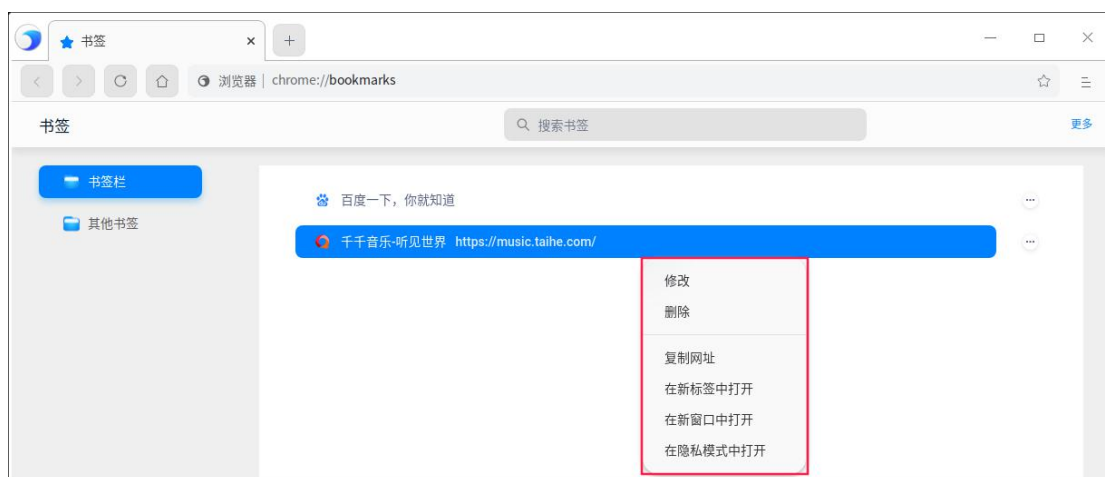 书签
浏览器 | chrome://bookmarks
书签
搜索书签
更多
书签栏
其他书签
百度一下，你就知道
千千音乐-听见世界 https://music.taihe.com/
修改
删除
复制网址
在新标签中打开
在新窗口中打开
在隐私模式中打开